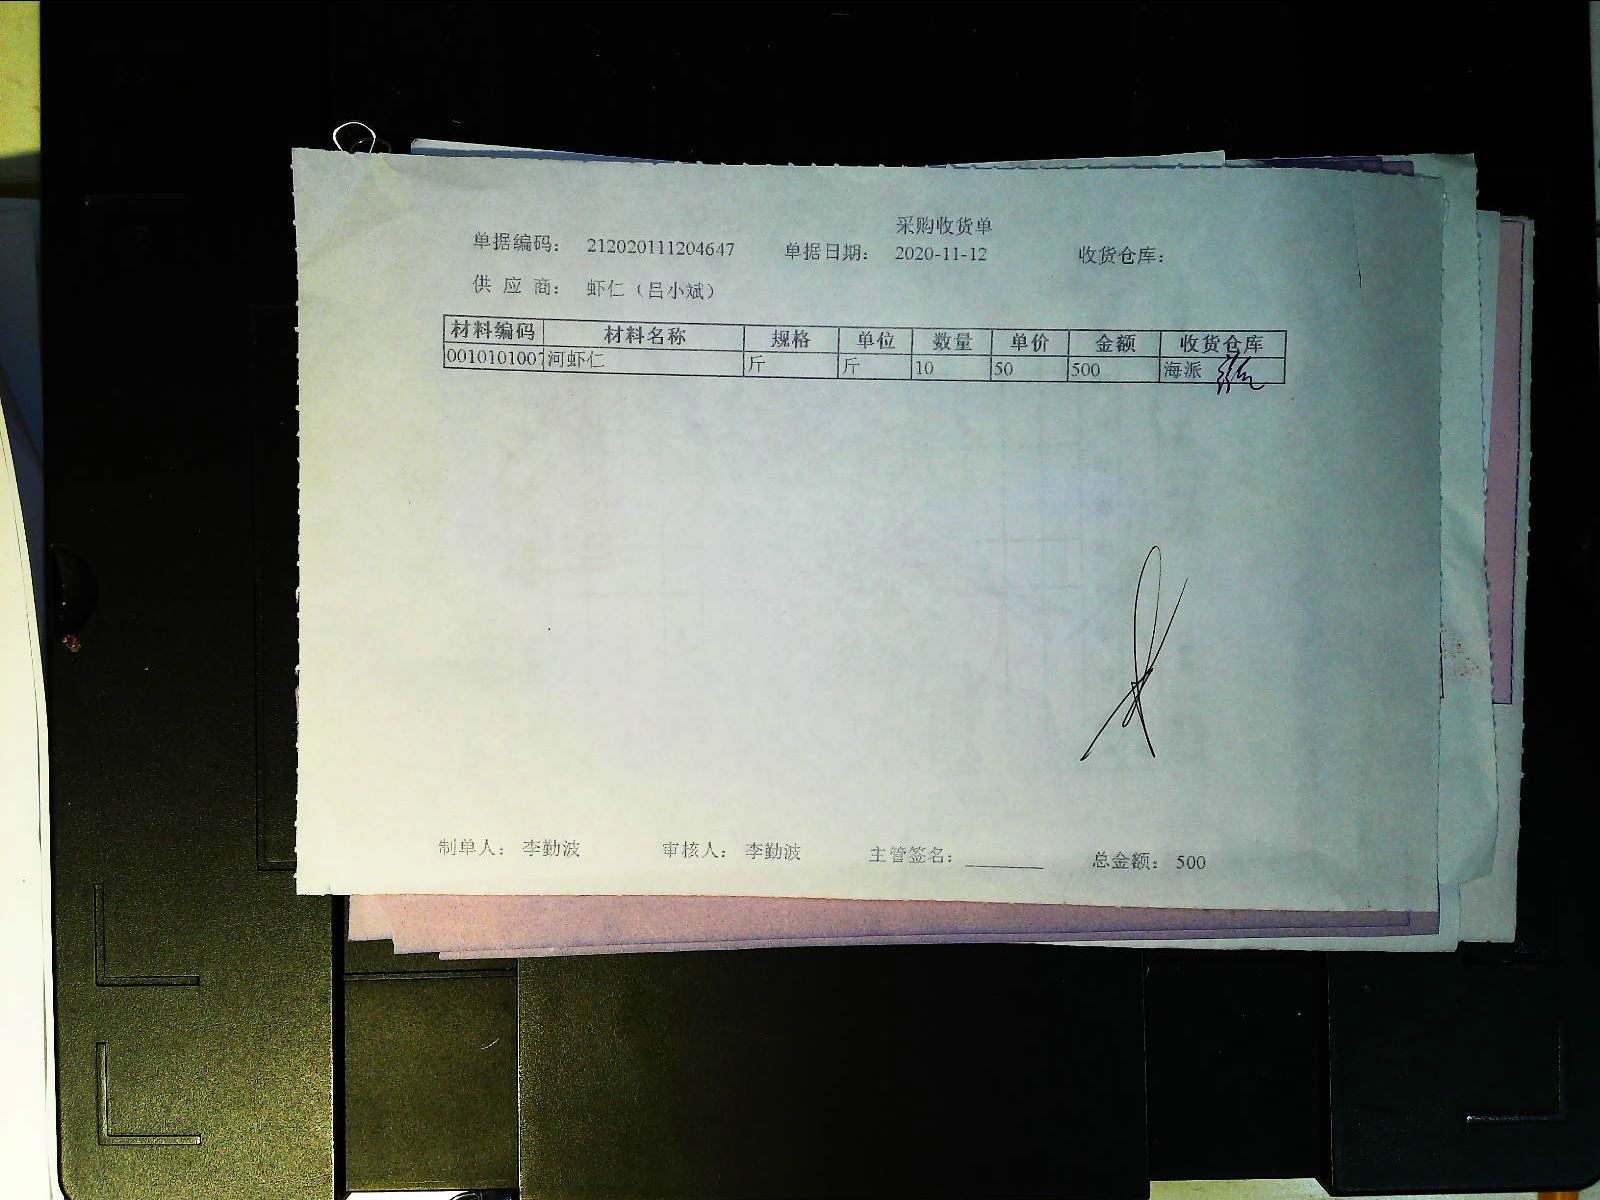 采购收货单
单据编码： 212020111204647 单据日期： 2020-11-12 收货仓库：
供 应 商： 虾仁（吕小斌）
材料编码 材料名称 规格 单位 数量 单价 金额 收货仓库
0010101007 河虾仁 斤 斤 10 50 500 海派
制单人： 李勤波 审核人： 李勤波 主管签名： ________ 总金额： 500